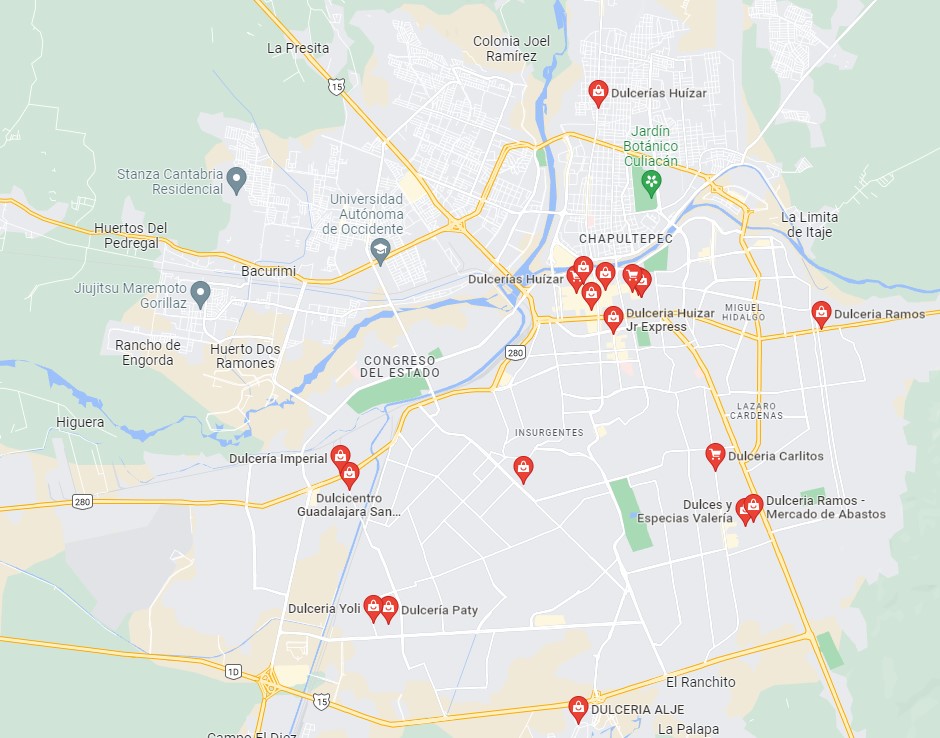 Colonia Joel
Ramírez
La Presita
15
Dulcerías Huízar
Jardín
Botánico
Culiacán
Stanza Cantabria
Residencial
Universidad
Autónoma
de Occidente
La Limita
de Itaje
Huertos Del
Pedregal
CHAPULTEPEC
Bacurimi
Dulcerías Huízar
Jiujitsu Maremoto
Gorillaz
MIGUEL
HIDALGO
Dulceria Huizar
Jr Express
Dulceria Ramos
Rancho de
Engorda
Huerto Dos
Ramones
280
CONGRESO
DEL ESTADO
LAZARO
CARDENAS
Higuera
INSURGENTES
Dulcería Imperial
Dulceria Carlitos
280
Dulcicentro
Guadalajara San...
Dulces y
Especias Valería
Dulceria Ramos -
Mercado de Abastos
Dulceria Yoli
Dulcería Paty
1D
15
El Ranchito
DULCERIA ALJE
La Palapa
Campo El Diez